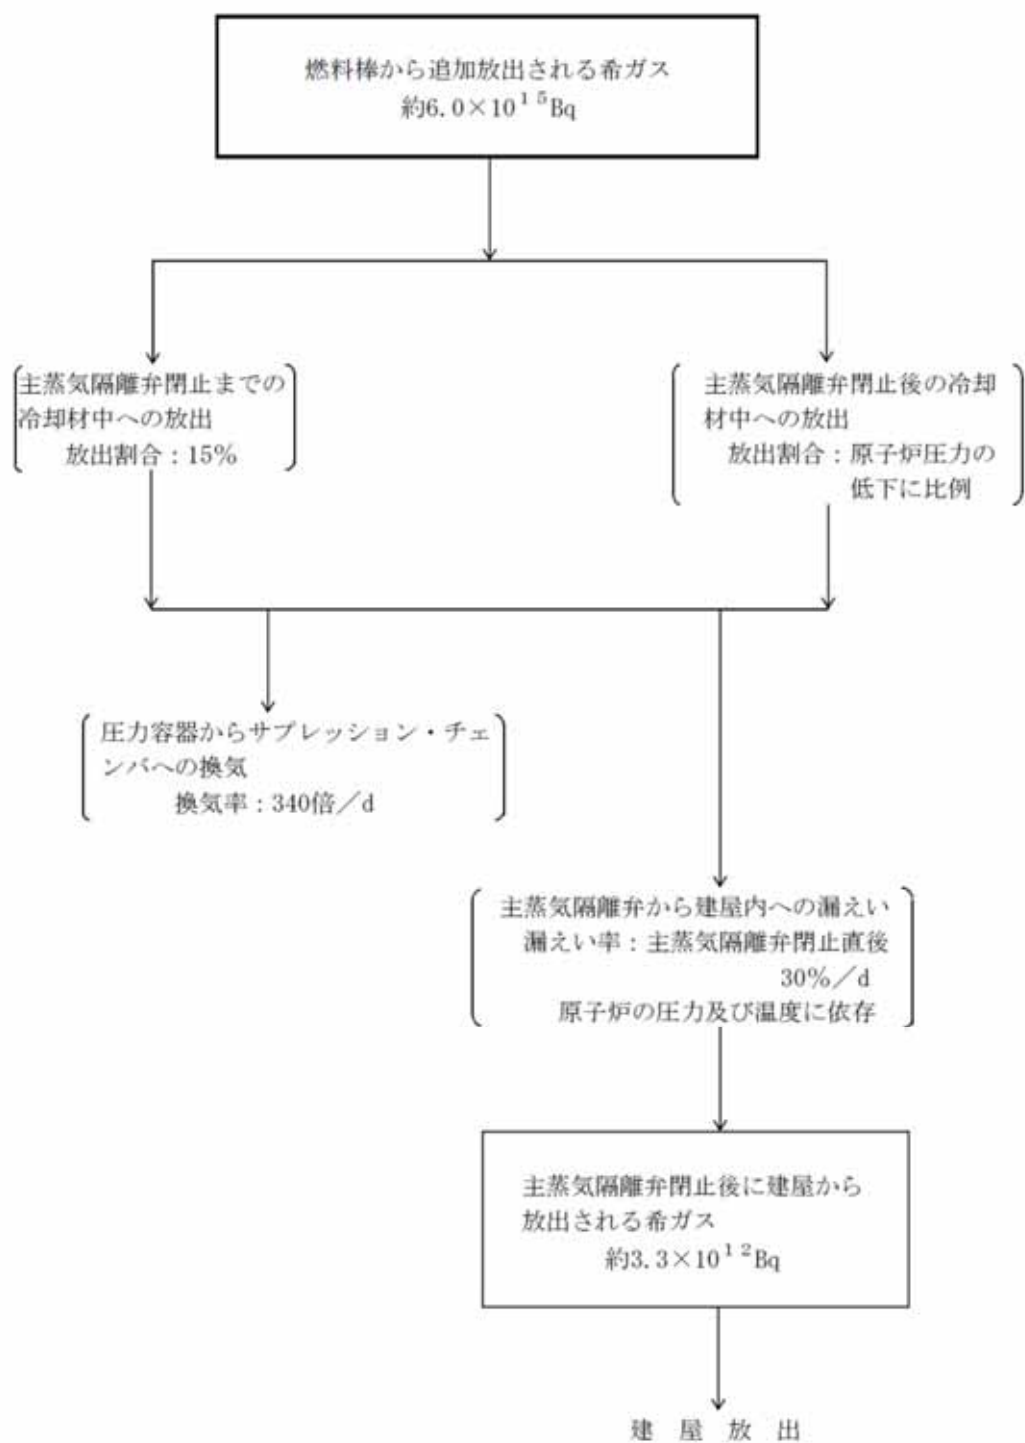 燃料棒から追加放出される希ガス
約6.0×10¹⁵Bq
主蒸気隔離弁閉止までの
冷却材中への放出
放出割合：15%
主蒸気隔離弁閉止後の冷却
材中への放出
放出割合：原子炉圧力の
低下に比例
圧力容器からサプレッション・チェ
ンバへの換気
換気率：340倍／d
主蒸気隔離弁から建屋内への漏えい
漏えい率：主蒸気隔離弁閉止直後
30%／d
原子炉の圧力及び温度に依存
主蒸気隔離弁閉止後に建屋から
放出される希ガス
約3.3×10¹²Bq
建屋放出